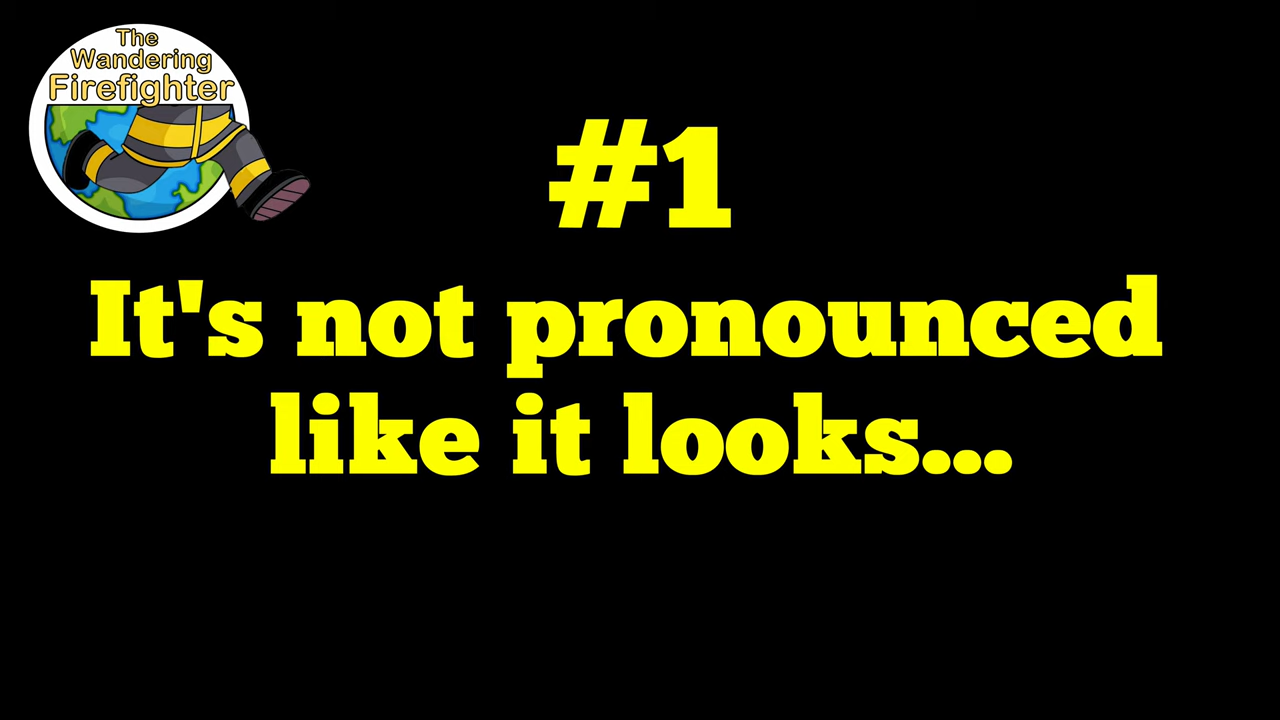 The
Wandering
Firefighter
#1
It's not pronounced
like it looks...